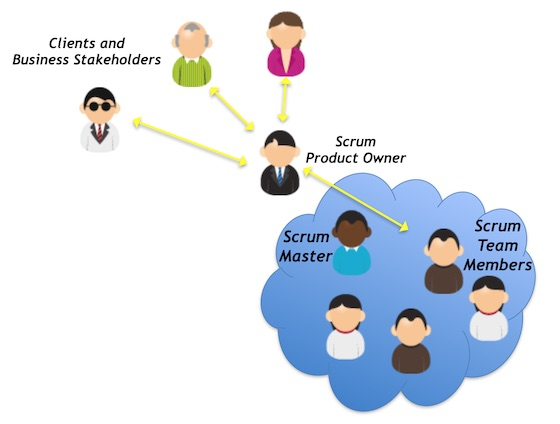 Clients and
Business Stakeholders
Scrum
Product Owner
Scrum
Master
Scrum
Team
Members